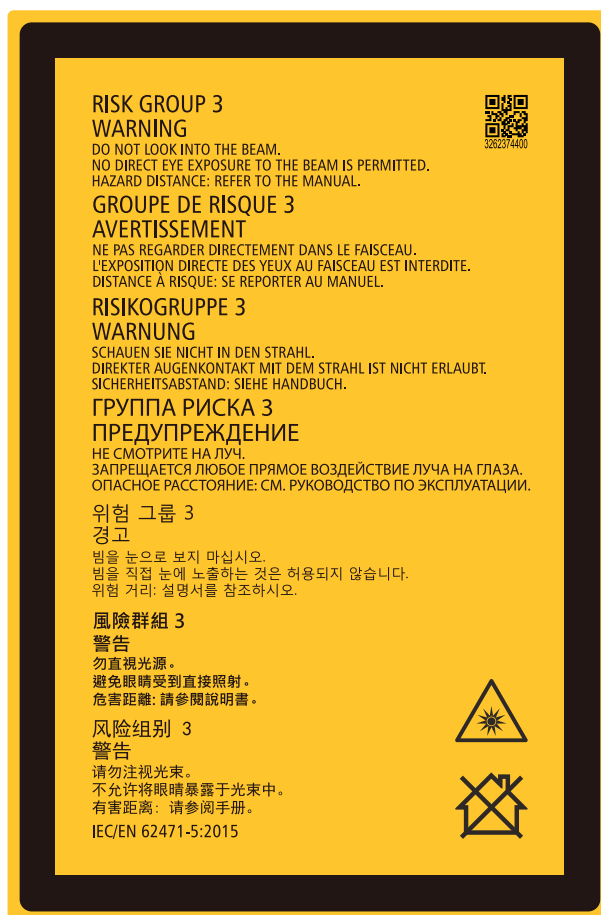 RISK GROUP 3
WARNING
DO NOT LOOK INTO THE BEAM.
NO DIRECT EYE EXPOSURE TO THE BEAM IS PERMITTED.
HAZARD DISTANCE: REFER TO THE MANUAL.
3262374400
GROUPE DE RISQUE 3
AVERTISSEMENT
NE PAS REGARDER DIRECTEMENT DANS LE FAISCEAU.
L'EXPOSITION DIRECTE DES YEUX AU FAISCEAU EST INTERDITE.
DISTANCE À RISQUE: SE REPORTER AU MANUEL.
RISIKOGRUPPE 3
WARNUNG
SCHAUEN SIE NICHT IN DEN STRAHL.
DIREKTER AUGENKONTAKT MIT DEM STRAHL IST NICHT ERLAUBT.
SICHERHEITSABSTAND: SIEHE HANDBUCH.
ГРУППА РИСКА 3
ПРЕДУПРЕЖДЕНИЕ
НЕ СМОТРИТЕ НА ЛУЧ.
ЗАПРЕЩАЕТСЯ ЛЮБОЕ ПРЯМОЕ ВОЗДЕЙСТВИЕ ЛУЧА НА ГЛАЗА.
ОПАСНОЕ РАССТОЯНИЕ: СМ. РУКОВОДСТВО ПО ЭКСПЛУАТАЦИИ.
위험 그룹 3
경고
빔을 눈으로 보지 마십시오.
빔을 직접 눈에 노출하는 것은 허용되지 않습니다.
위험 거리: 설명서를 참조하시오.
風險群組 3
警告
勿直視光源。
避免眼睛受到直接照射。
危害距離: 請參閱說明書。
风险组别 3
警告
请勿注视光束。
不允许将眼睛暴露于光束中。
有害距离: 请参阅手册。
IEC/EN 62471-5:2015